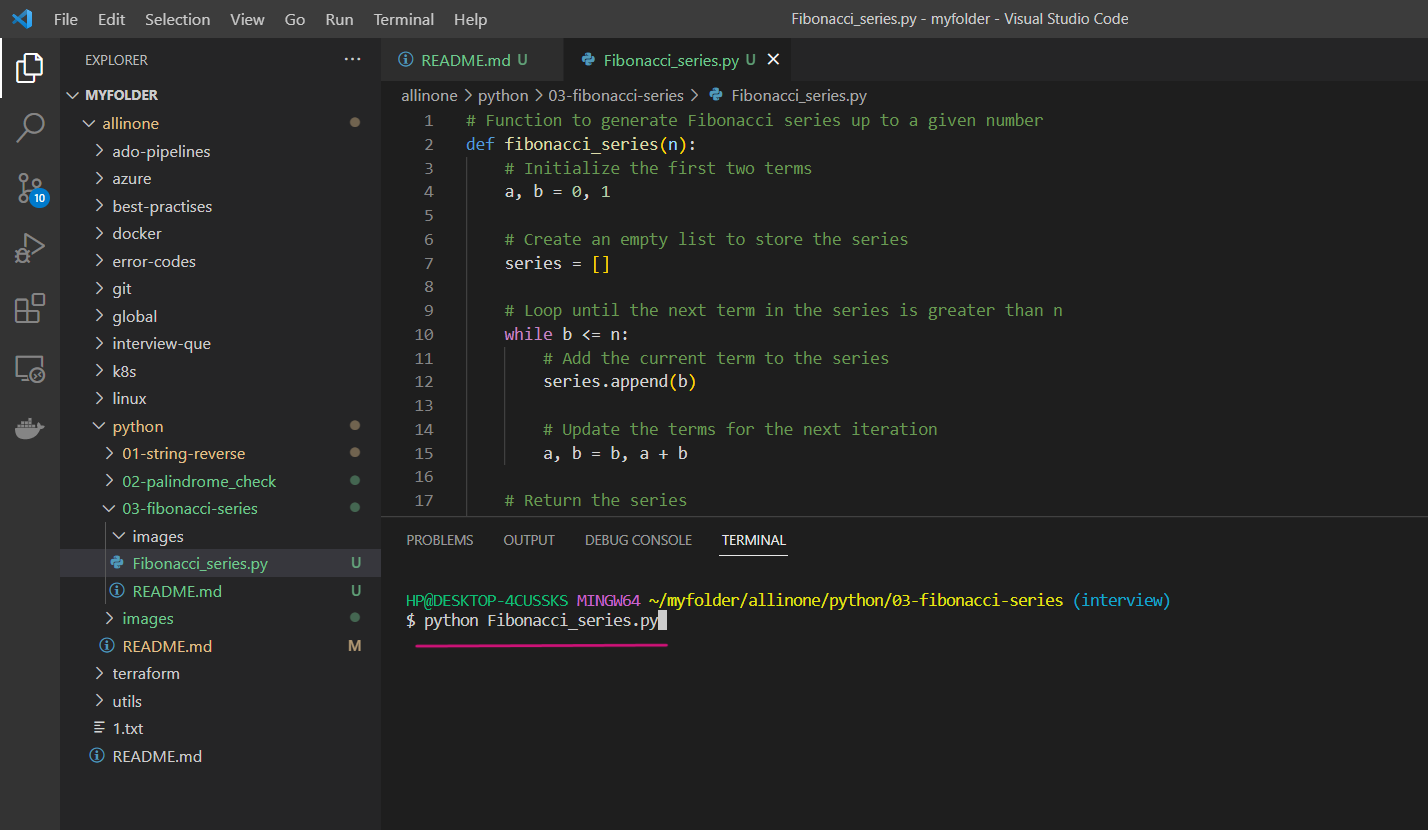 File Edit Selection View Go Run Terminal Help
Fibonacci_series.py - myfolder - Visual Studio Code
EXPLORER
MYFOLDER
allinone
ado-pipelines
azure
best-practises
docker
error-codes
git
global
interview-que
k8s
linux
python
01-string-reverse
02-palindrome_check
03-fibonacci-series
images
Fibonacci_series.py U
README.md U
images
README.md M
terraform
utils
1.txt
README.md
10
README.md U
Fibonacci_series.py U
allinone > python > 03-fibonacci-series > Fibonacci_series.py
1 # Function to generate Fibonacci series up to a given number
2 def fibonacci_series(n):
3     # Initialize the first two terms
4     a, b = 0, 1
5
6     # Create an empty list to store the series
7     series = []
8
9     # Loop until the next term in the series is greater than n
10     while b <= n:
11         # Add the current term to the series
12         series.append(b)
13
14         # Update the terms for the next iteration
15         a, b = b, a + b
16
17     # Return the series
PROBLEMS OUTPUT DEBUG CONSOLE TERMINAL
HP@DESKTOP-4CUSSKS MINGW64 ~/myfolder/allinone/python/03-fibonacci-series (interview)
$ python Fibonacci_series.py